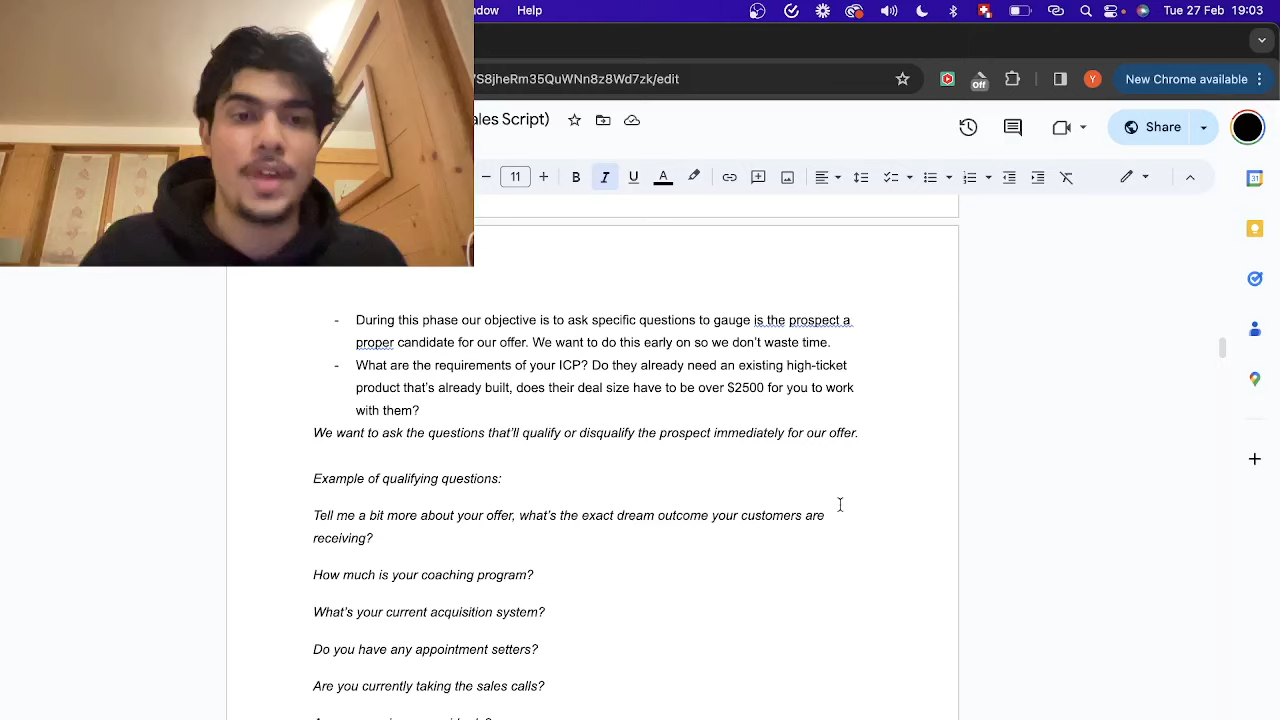 ndow Help Tue 27 Feb 19:03
/S8jheRm35QuWNn8z8Wd7zk/edit Off Y New Chrome available
ales Script) Share
11 B I U A 31
- During this phase our objective is to ask specific questions to gauge is the prospect a
proper candidate for our offer. We want to do this early on so we don’t waste time.
- What are the requirements of your ICP? Do they already need an existing high-ticket
product that’s already built, does their deal size have to be over $2500 for you to work
with them?
We want to ask the questions that’ll qualify or disqualify the prospect immediately for our offer.
Example of qualifying questions:
Tell me a bit more about your offer, what’s the exact dream outcome your customers are
receiving?
How much is your coaching program?
What’s your current acquisition system?
Do you have any appointment setters?
Are you currently taking the sales calls?